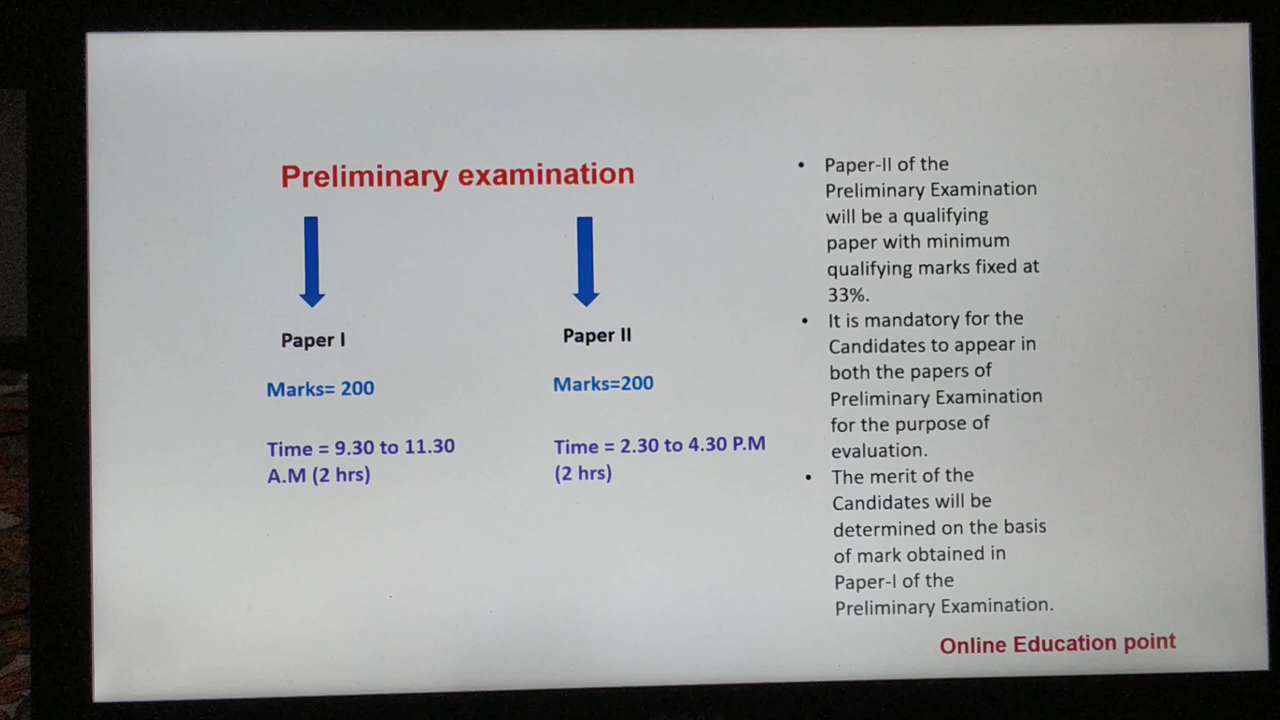 Preliminary examination
Paper I
Marks= 200
Time = 9.30 to 11.30
A.M (2 hrs)
Paper II
Marks=200
Time = 2.30 to 4.30 P.M
(2 hrs)
• Paper-II of the
Preliminary Examination
will be a qualifying
paper with minimum
qualifying marks fixed at
33%.
• It is mandatory for the
Candidates to appear in
both the papers of
Preliminary Examination
for the purpose of
evaluation.
• The merit of the
Candidates will be
determined on the basis
of mark obtained in
Paper-I of the
Preliminary Examination.
Online Education point